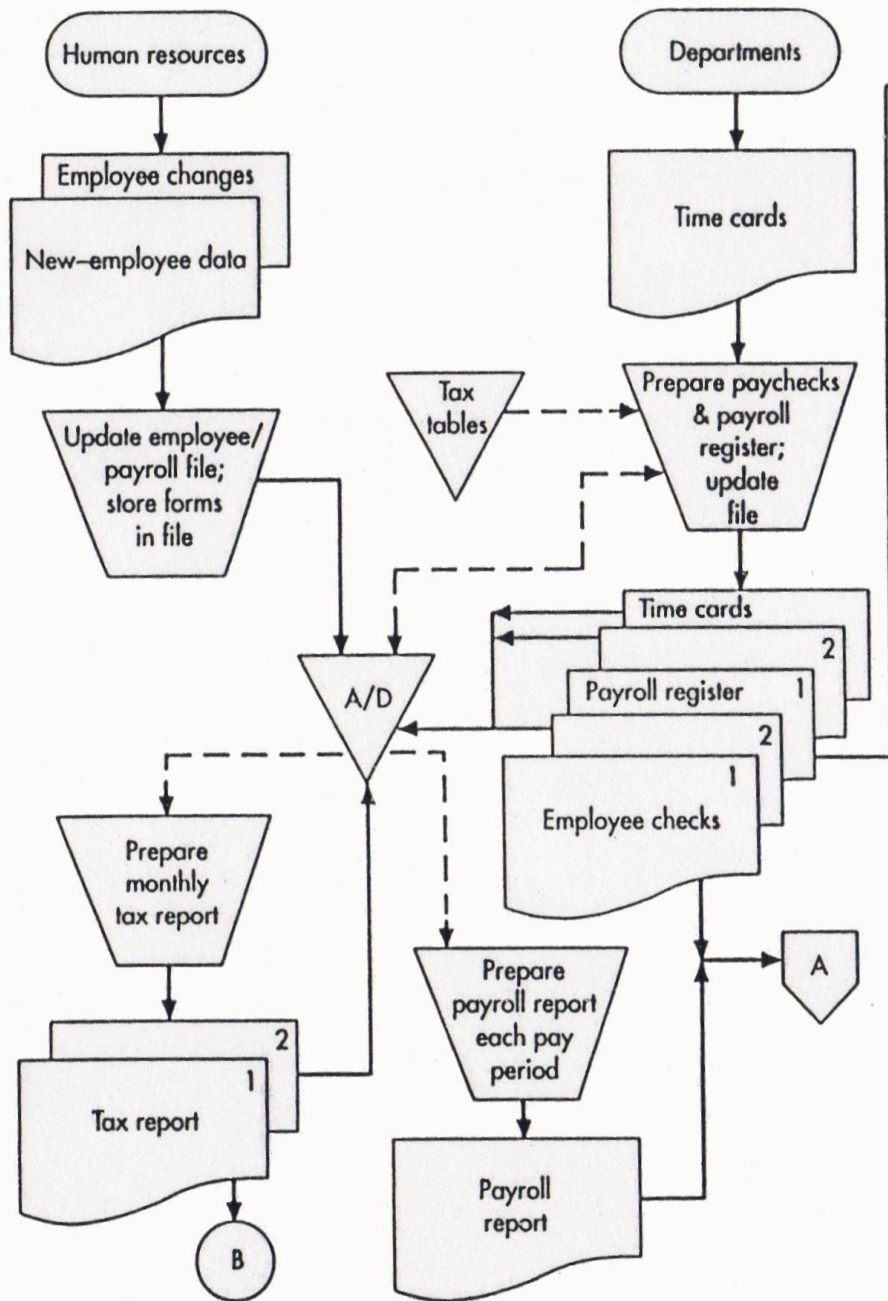 Human resources
Departments
Employee changes
New–employee data
Time cards
Update employee/
payroll file;
store forms
in file
Tax
tables
Prepare paychecks
& payroll
register;
update
file
A/D
Time cards
2
Payroll register
1
2
1
Employee checks
Prepare
monthly
tax report
Prepare
payroll report
each pay
period
A
2
1
Tax report
Payroll
report
B